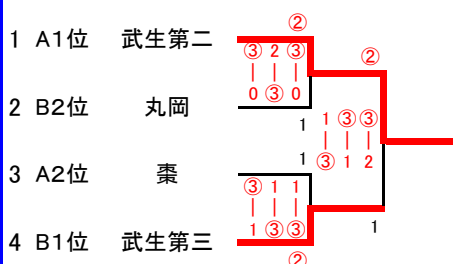 ②
1 A1位 武生第二
③ 2 ③ ②
| | |
0 ③ 0
2 B2位 丸岡
1 1 ③ ③
| | |
1 ③ 1 2
3 A2位 棗
③ 1 1
| | |
1 ③ ③ 1
4 B1位 武生第三
②